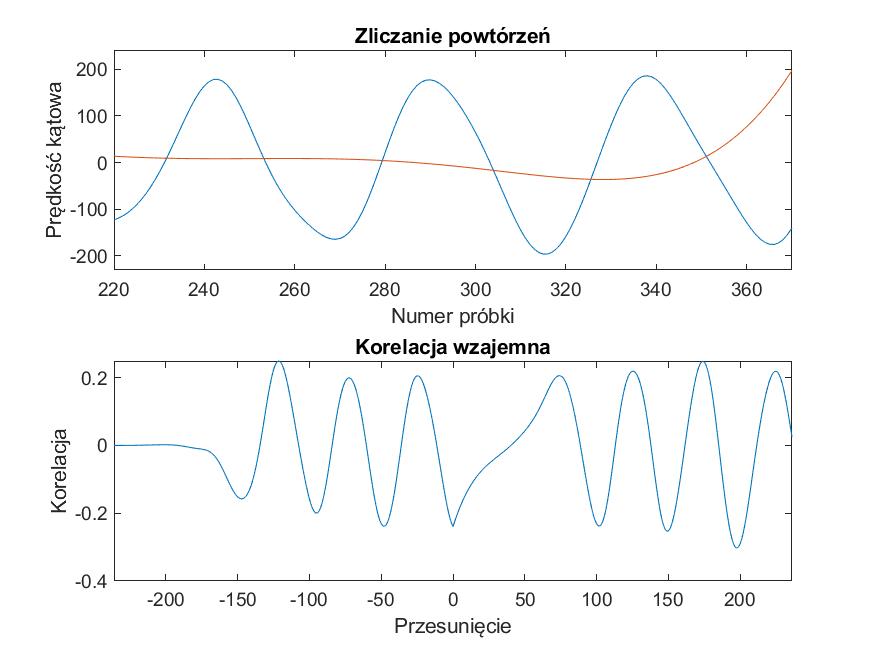 Zliczanie powtórzeń
Prędkość kątowa
200
100
0
-100
-200
220 240 260 280 300 320 340 360
Numer próbki
Korelacja wzajemna
Korelacja
0.2
0
-0.2
-0.4
-200 -150 -100 -50 0 50 100 150 200
Przesunięcie